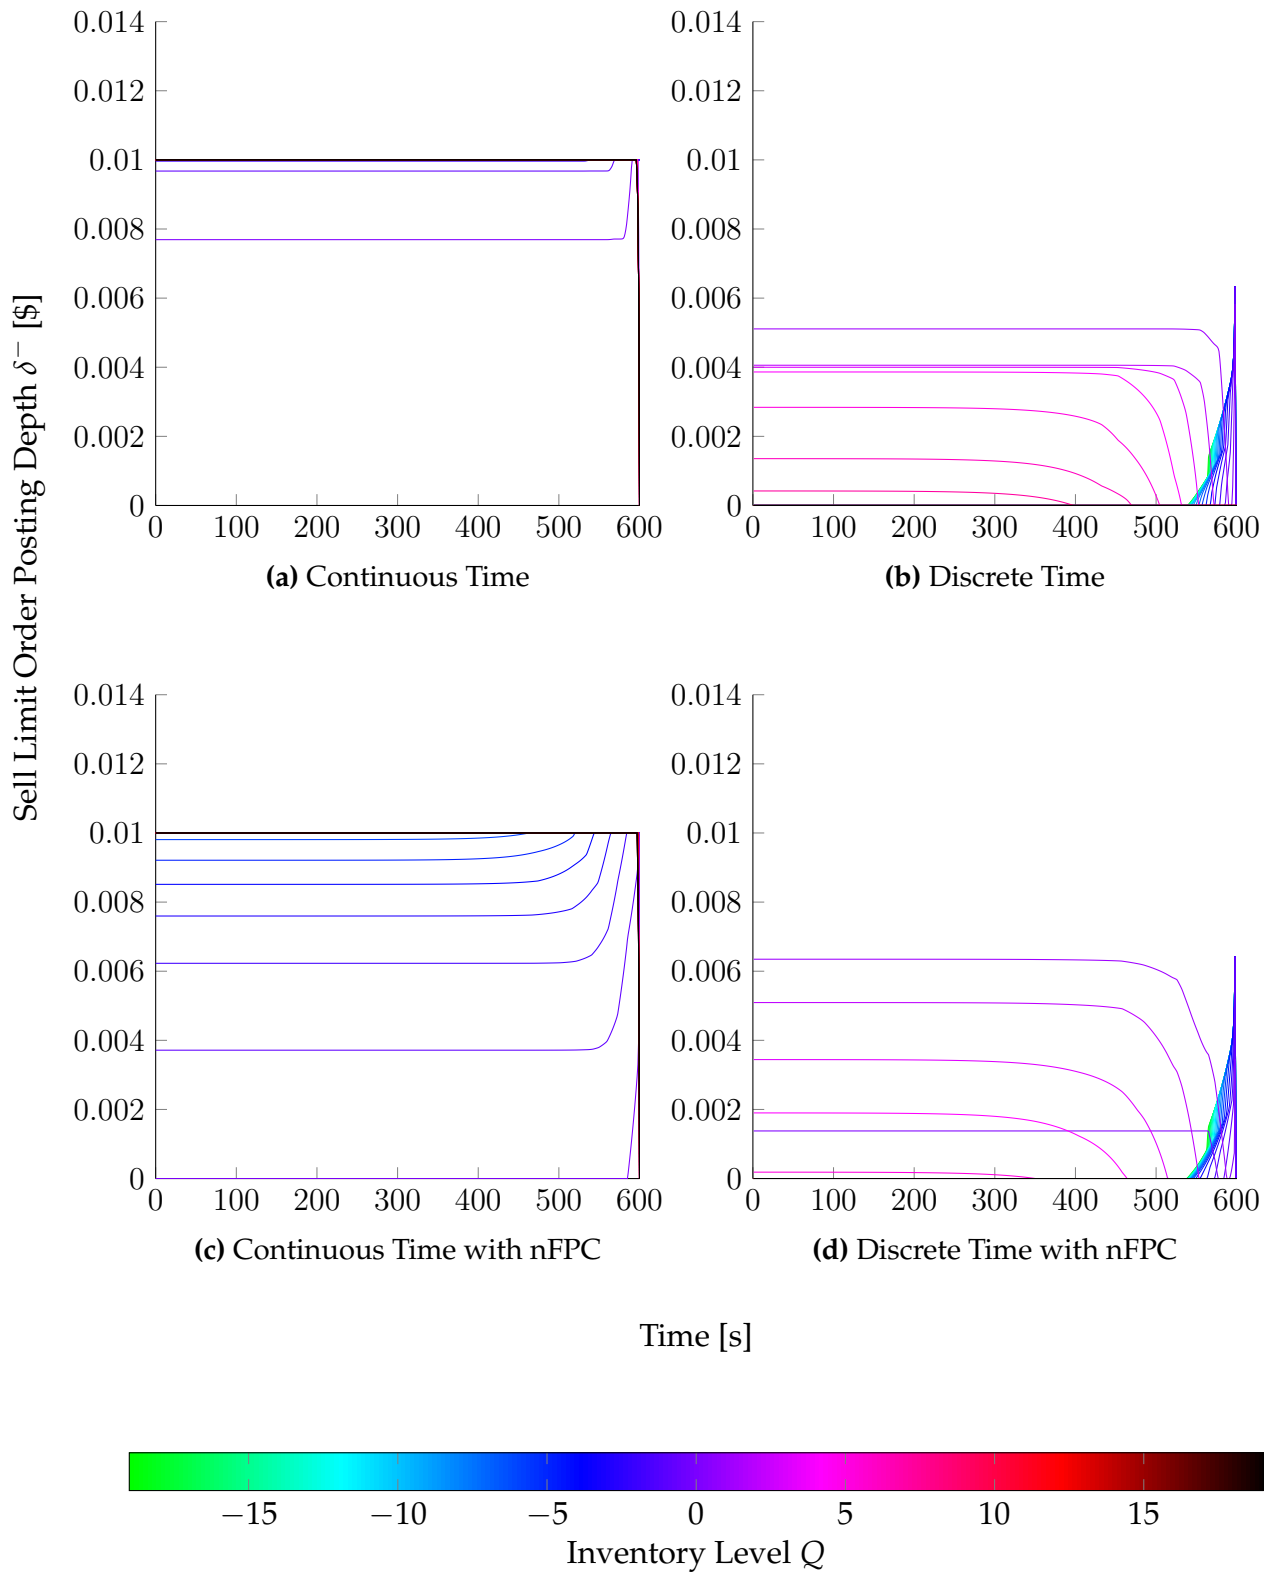 Sell Limit Order Posting Depth δ− [$]
0.014
0.012
0.01
0.008
0.006
0.004
0.002
0
0 100 200 300 400 500 600
(a) Continuous Time
0.014
0.012
0.01
0.008
0.006
0.004
0.002
0
0 100 200 300 400 500 600
(b) Discrete Time
0.014
0.012
0.01
0.008
0.006
0.004
0.002
0
0 100 200 300 400 500 600
(c) Continuous Time with nFPC
0.014
0.012
0.01
0.008
0.006
0.004
0.002
0
0 100 200 300 400 500 600
(d) Discrete Time with nFPC
Time [s]
−15 −10 −5 0 5 10 15
Inventory Level Q